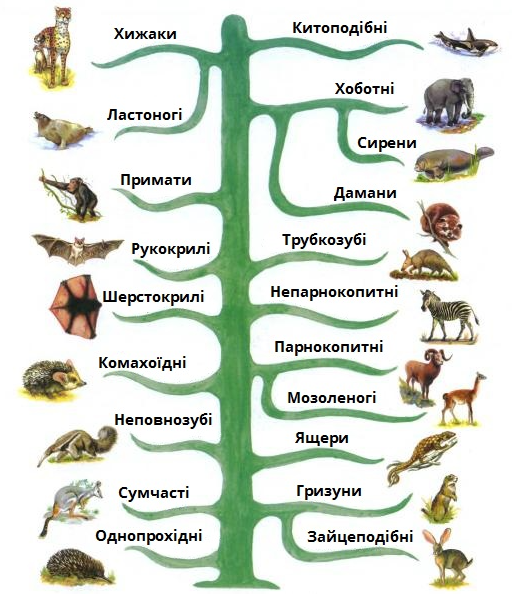 Хижаки
Китоподібні
Хоботні
Ластоногі
Сирени
Примати
Дамани
Рукокрилі
Трубкозубі
Шерстокрилі
Непарнокопитні
Комахоїдні
Парнокопитні
Мозоленогі
Неповнозубі
Ящери
Сумчасті
Гризуни
Однопрохідні
Зайцеподібні